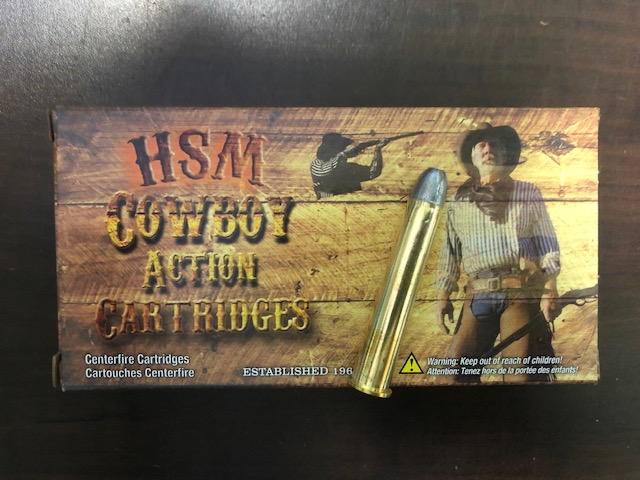 HSM
COWBOY
ACTION
CARTRIDGES
Centerfire Cartridges
Cartouches Centerfire
ESTABLISHED 196
Warning: Keep out of reach of children!
Attention: Tenez hors de la portée des enfants!